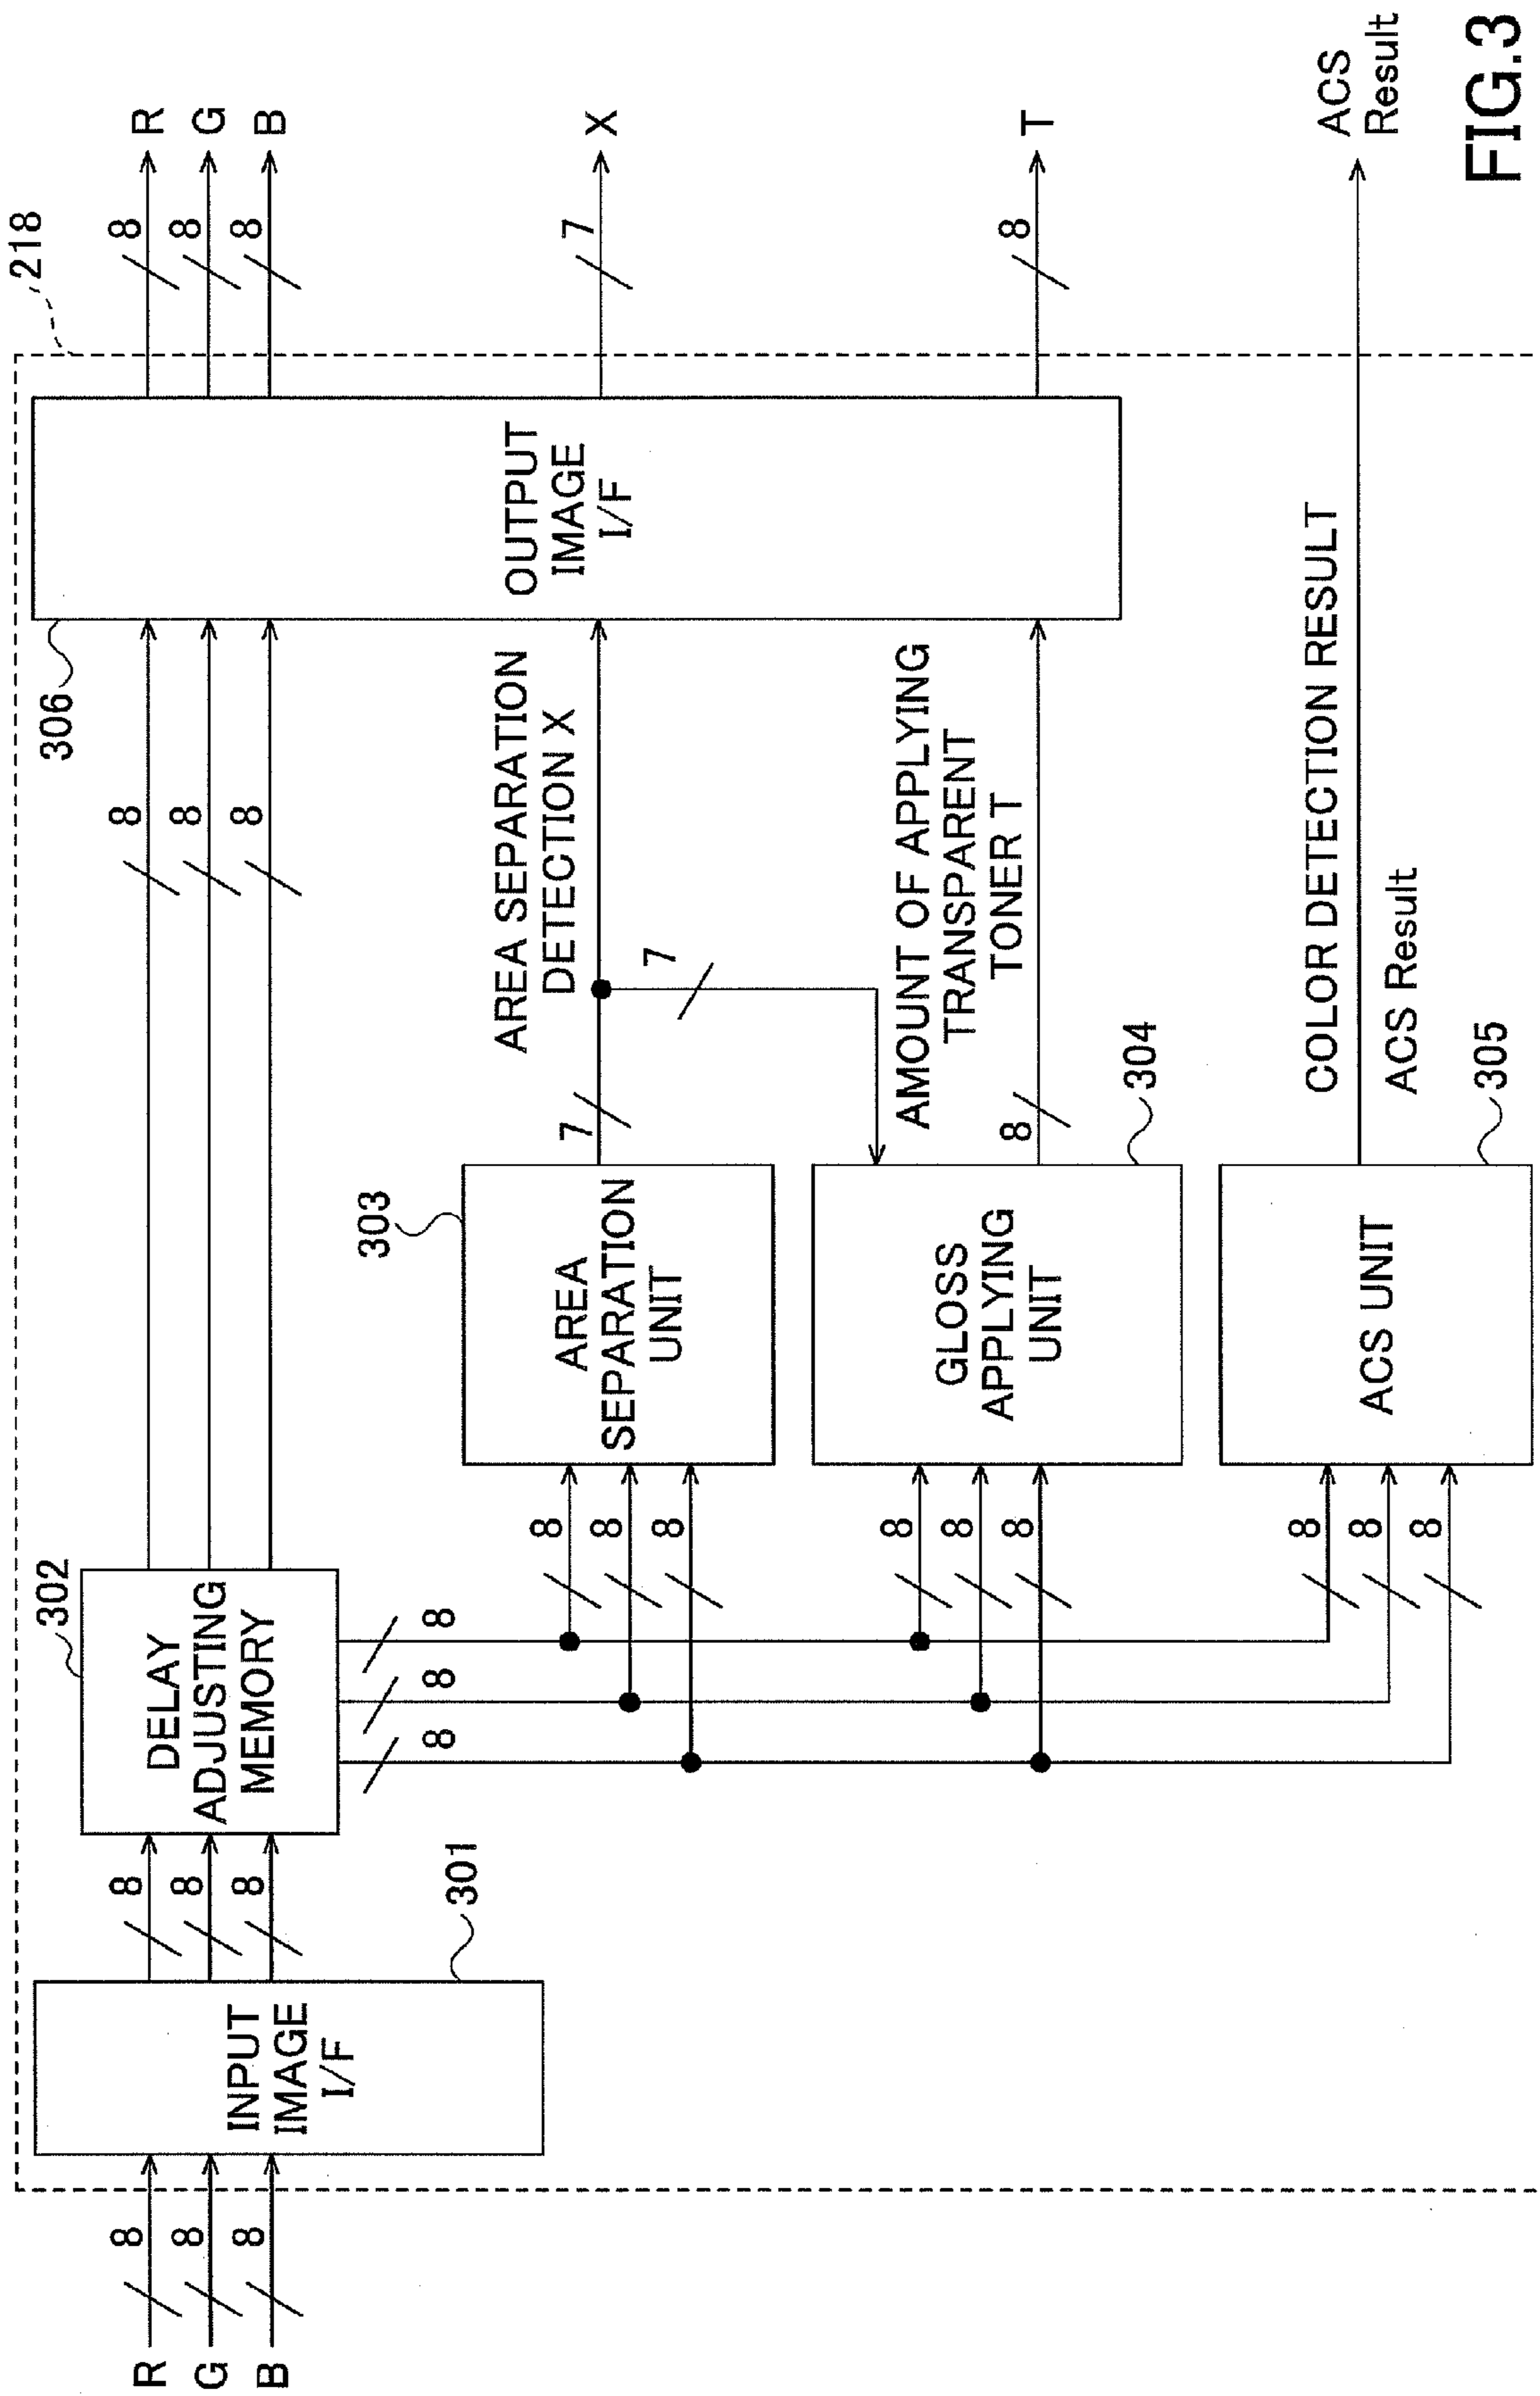 218
R
8
G
8
B
8
INPUT
IMAGE
I/F
301
8
8
8
DELAY
ADJUSTING
MEMORY
302
8
8
8
8
8
8
306
OUTPUT
IMAGE
I/F
8
R
8
G
8
B
8
8
8
AREA
SEPARATION
UNIT
303
7
7
AREA SEPARATION
DETECTION X
7
X
8
8
8
GLOSS
APPLYING
UNIT
304
8
AMOUNT OF APPLYING
TRANSPARENT
TONER T
8
T
8
8
8
ACS UNIT
305
COLOR DETECTION RESULT
ACS Result
ACS
Result
FIG.3